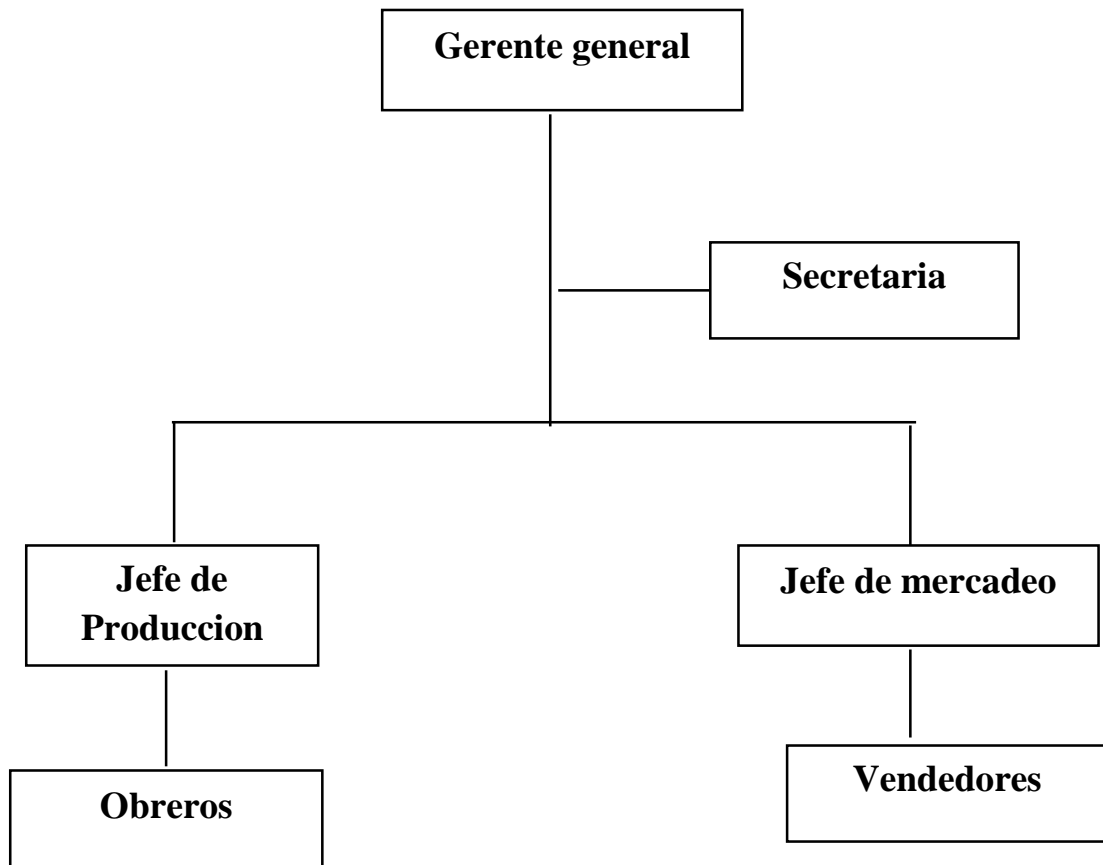 Gerente general
Secretaria
Jefe de
Produccion
Jefe de mercadeo
Obreros
Vendedores